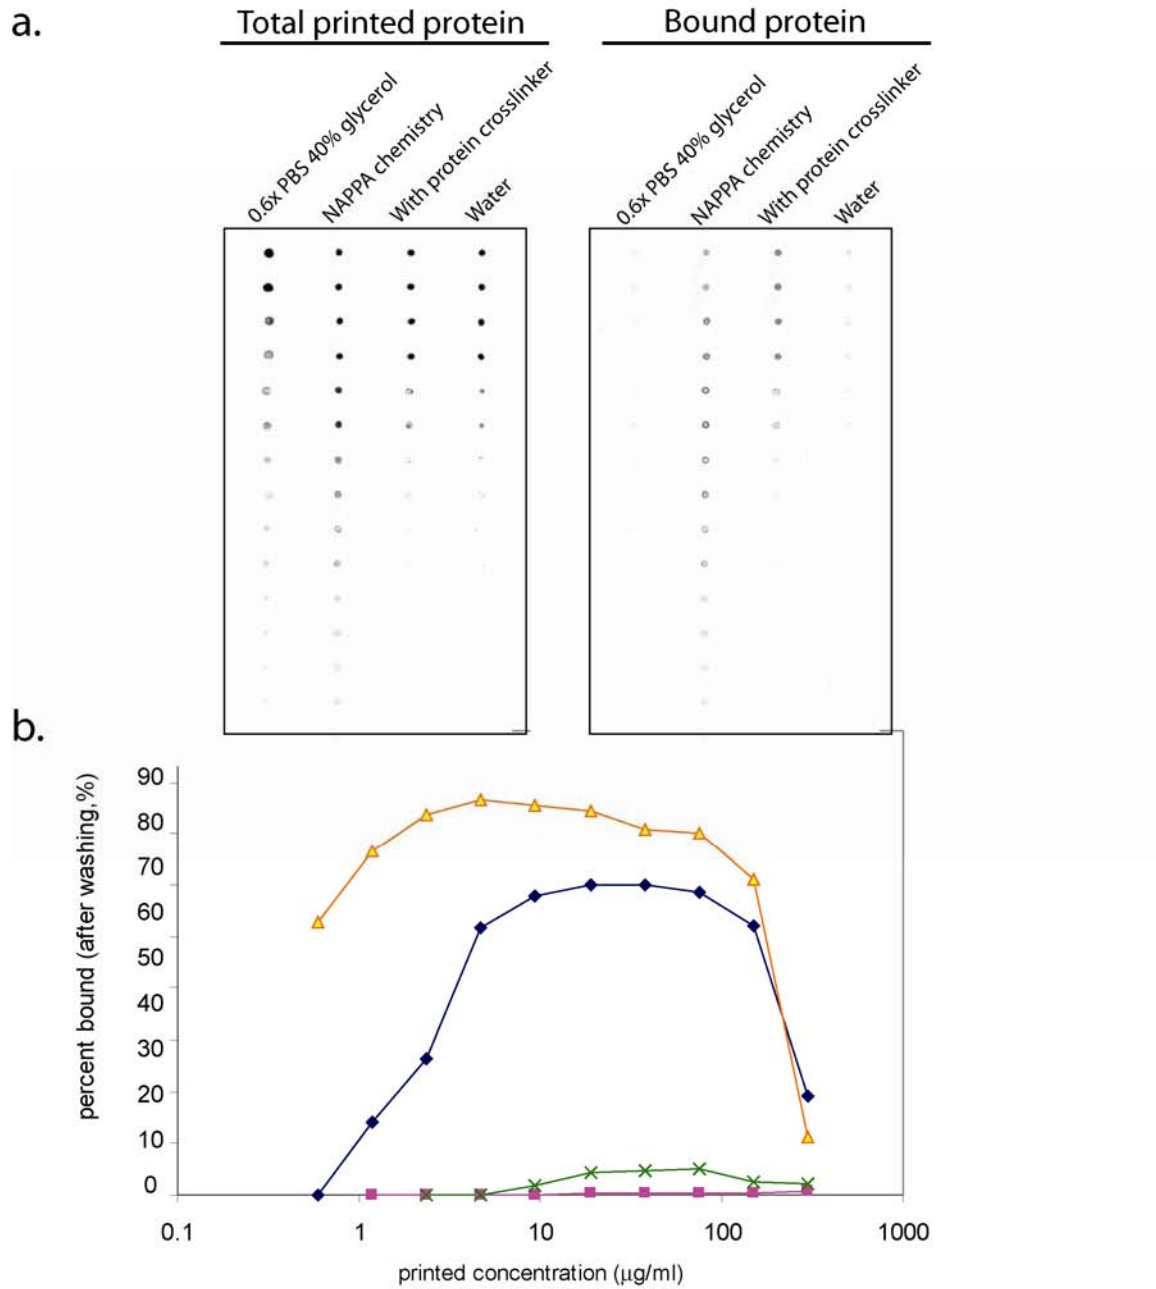 a.
Total printed protein
Bound protein
0.6x PBS 40% glycerol
NAPPA chemistry
With protein crosslinker
Water
0.6x PBS 40% glycerol
NAPPA chemistry
With protein crosslinker
Water
b.
percent bound (after washing,%)
90
80
70
60
50
40
30
20
10
0
0.1
1
10
100
1000
printed concentration (μg/ml)